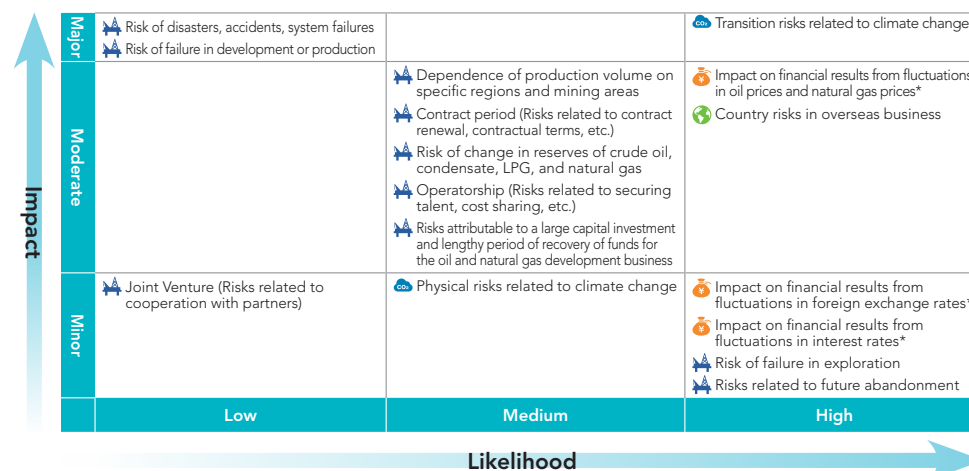 Major
Risk of disasters, accidents, system failures
Risk of failure in development or production
CO₂ Transition risks related to climate change
Moderate
Dependence of production volume on
specific regions and mining areas
Contract period (Risks related to contract
renewal, contractual terms, etc.)
Risk of change in reserves of crude oil,
condensate, LPG, and natural gas
Operatorship (Risks related to securing
talent, cost sharing, etc.)
Risks attributable to a large capital investment
and lengthy period of recovery of funds for
the oil and natural gas development business
¥ Impact on financial results from fluctuations
in oil prices and natural gas prices*
Country risks in overseas business
Impact
Minor
Joint Venture (Risks related to
cooperation with partners)
CO₂ Physical risks related to climate change
¥ Impact on financial results from
fluctuations in foreign exchange rates*
¥ Impact on financial results from
fluctuations in interest rates*
Risk of failure in exploration
Risks related to future abandonment
Low
Medium
High
Likelihood